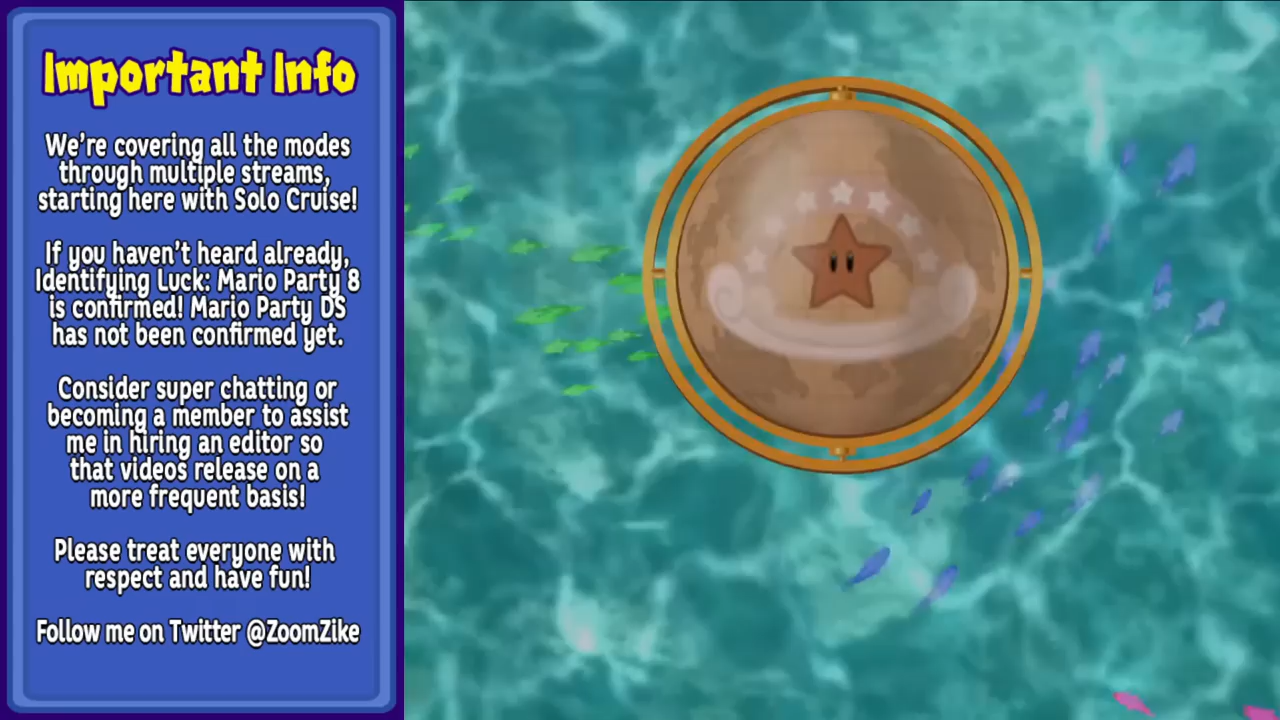 Important Info
We're covering all the modes
through multiple streams,
starting here with Solo Cruise!
If you haven't heard already,
Identifying Luck: Mario Party 8
is confirmed! Mario Party DS
has not been confirmed yet.
Consider super chatting or
becoming a member to assist
me in hiring an editor so
that videos release on a
more frequent basis!
Please treat everyone with
respect and have fun!
Follow me on Twitter @ZoomZike